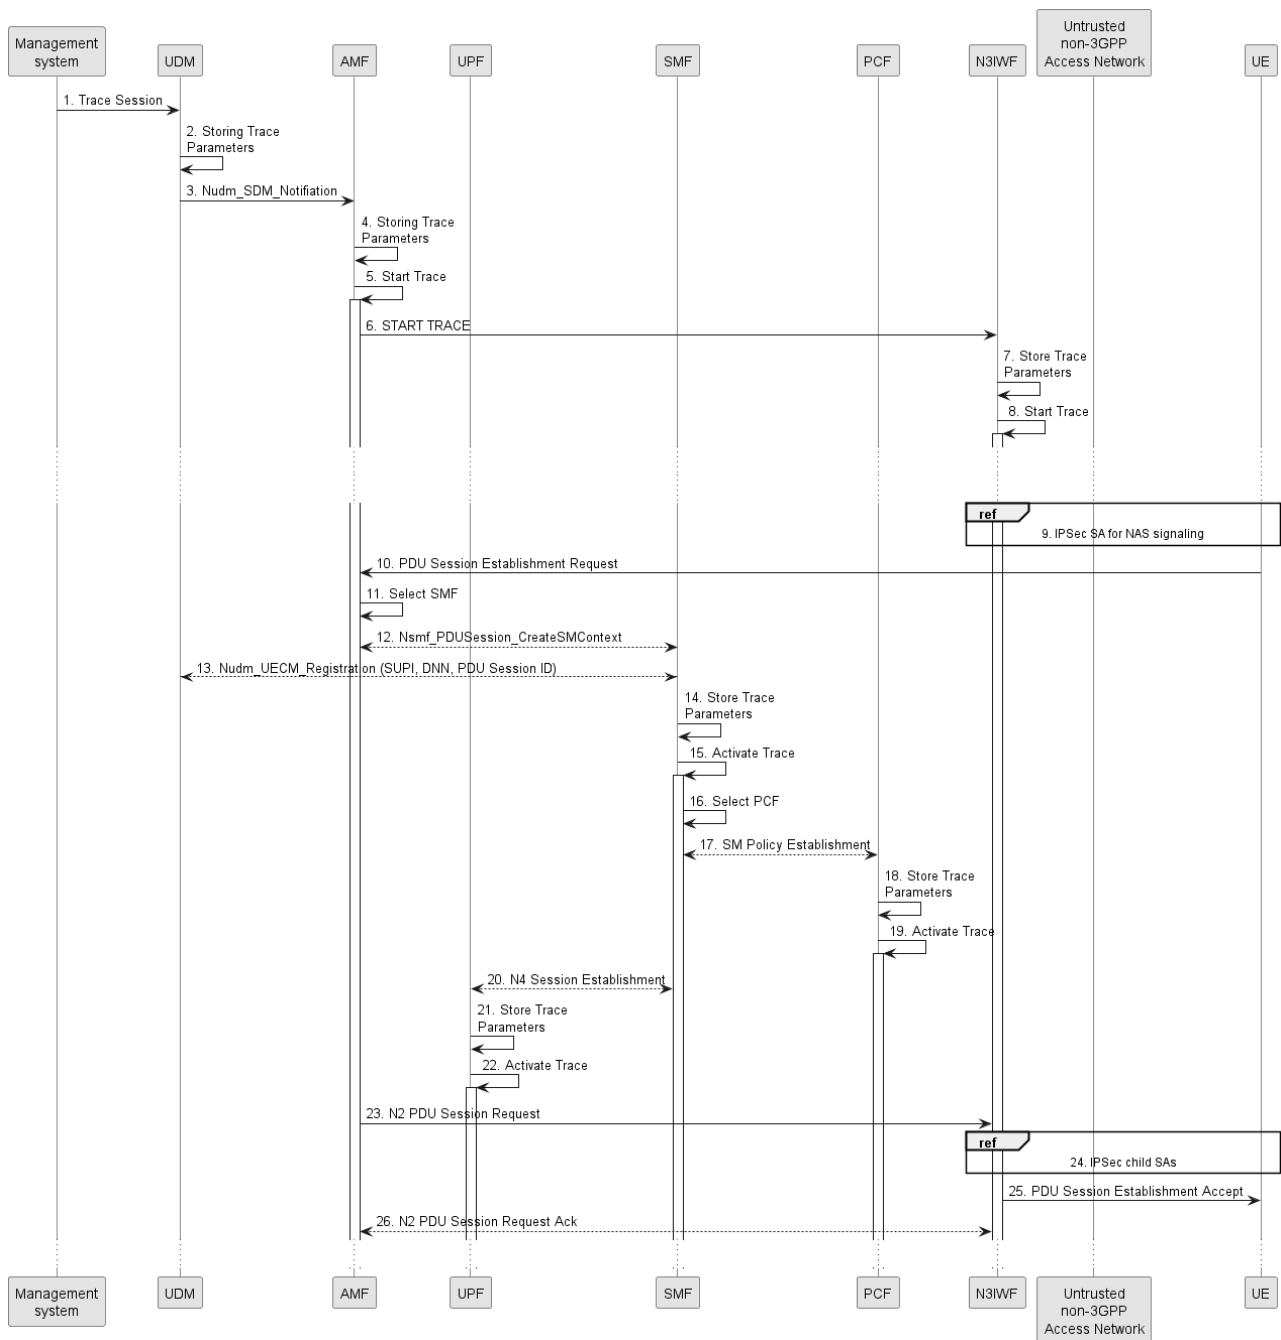 Untrusted
non-3GPP
Access Network
Management
system
UDM
AMF
UPF
SMF
PCF
N3IWF
UE
1. Trace Session
2. Storing Trace
Parameters
3. Nudm_SDM_Notifiation
4. Storing Trace
Parameters
5. Start Trace
6. START TRACE
7. Store Trace
Parameters
8. Start Trace
ref
9. IPSec SA for NAS signaling
10. PDU Session Establishment Request
11. Select SMF
12. Nsmf_PDUSession_CreateSMContext
13. Nudm_UECM_Registration (SUPI, DNN, PDU Session ID)
14. Store Trace
Parameters
15. Activate Trace
16. Select PCF
17. SM Policy Establishment
18. Store Trace
Parameters
19. Activate Trace
20. N4 Session Establishment
21. Store Trace
Parameters
22. Activate Trace
23. N2 PDU Session Request
ref
24. IPSec child SAs
25. PDU Session Establishment Accept
26. N2 PDU Session Request Ack
Management
system
UDM
AMF
UPF
SMF
PCF
N3IWF
Untrusted
non-3GPP
Access Network
UE